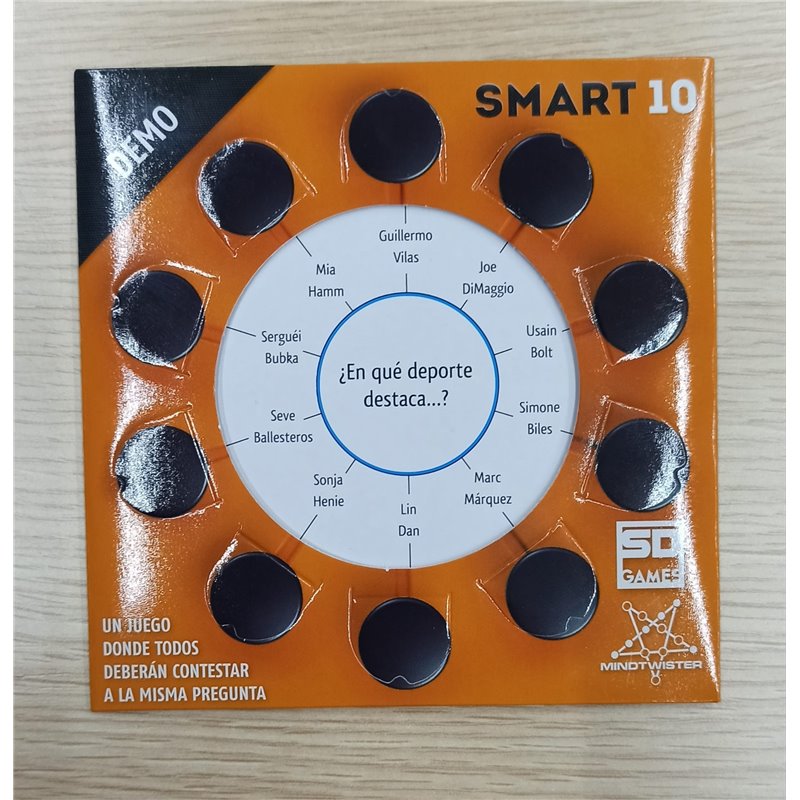 DEMO
SMART 10
Guillermo
Vilas
Joe
DiMaggio
Usain
Bolt
Simone
Biles
Marc
Márquez
Lin
Dan
Sonja
Henie
Seve
Ballesteros
Serguéi
Bubka
Mia
Hamm
¿En qué deporte
destaca...?
UN JUEGO
DONDE TODOS
DEBERÁN CONTESTAR
A LA MISMA PREGUNTA
SD
GAMES
MINDTWISTER